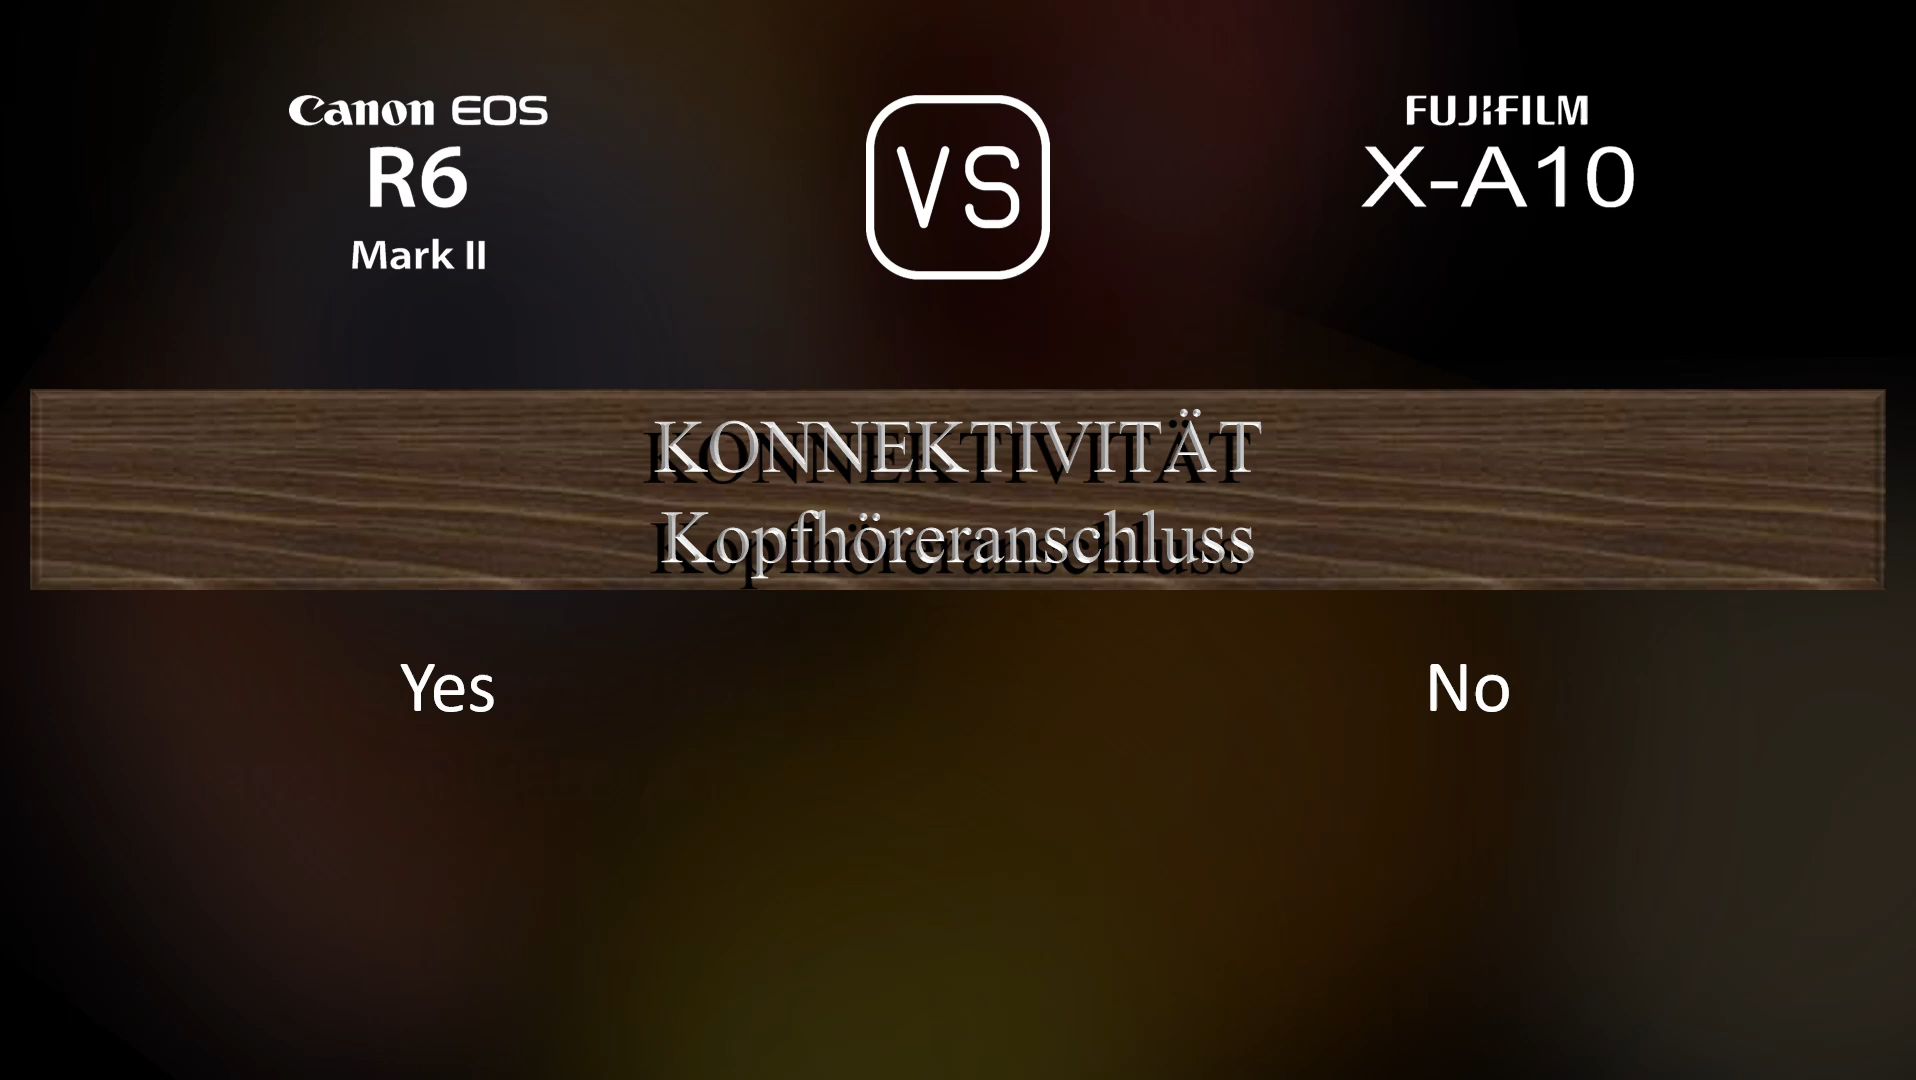 Canon EOS
R6
Mark II
VS
FUJIFILM
X-A10
KONNEKTIVITÄT
Kopfhöreranschluss
Yes
No